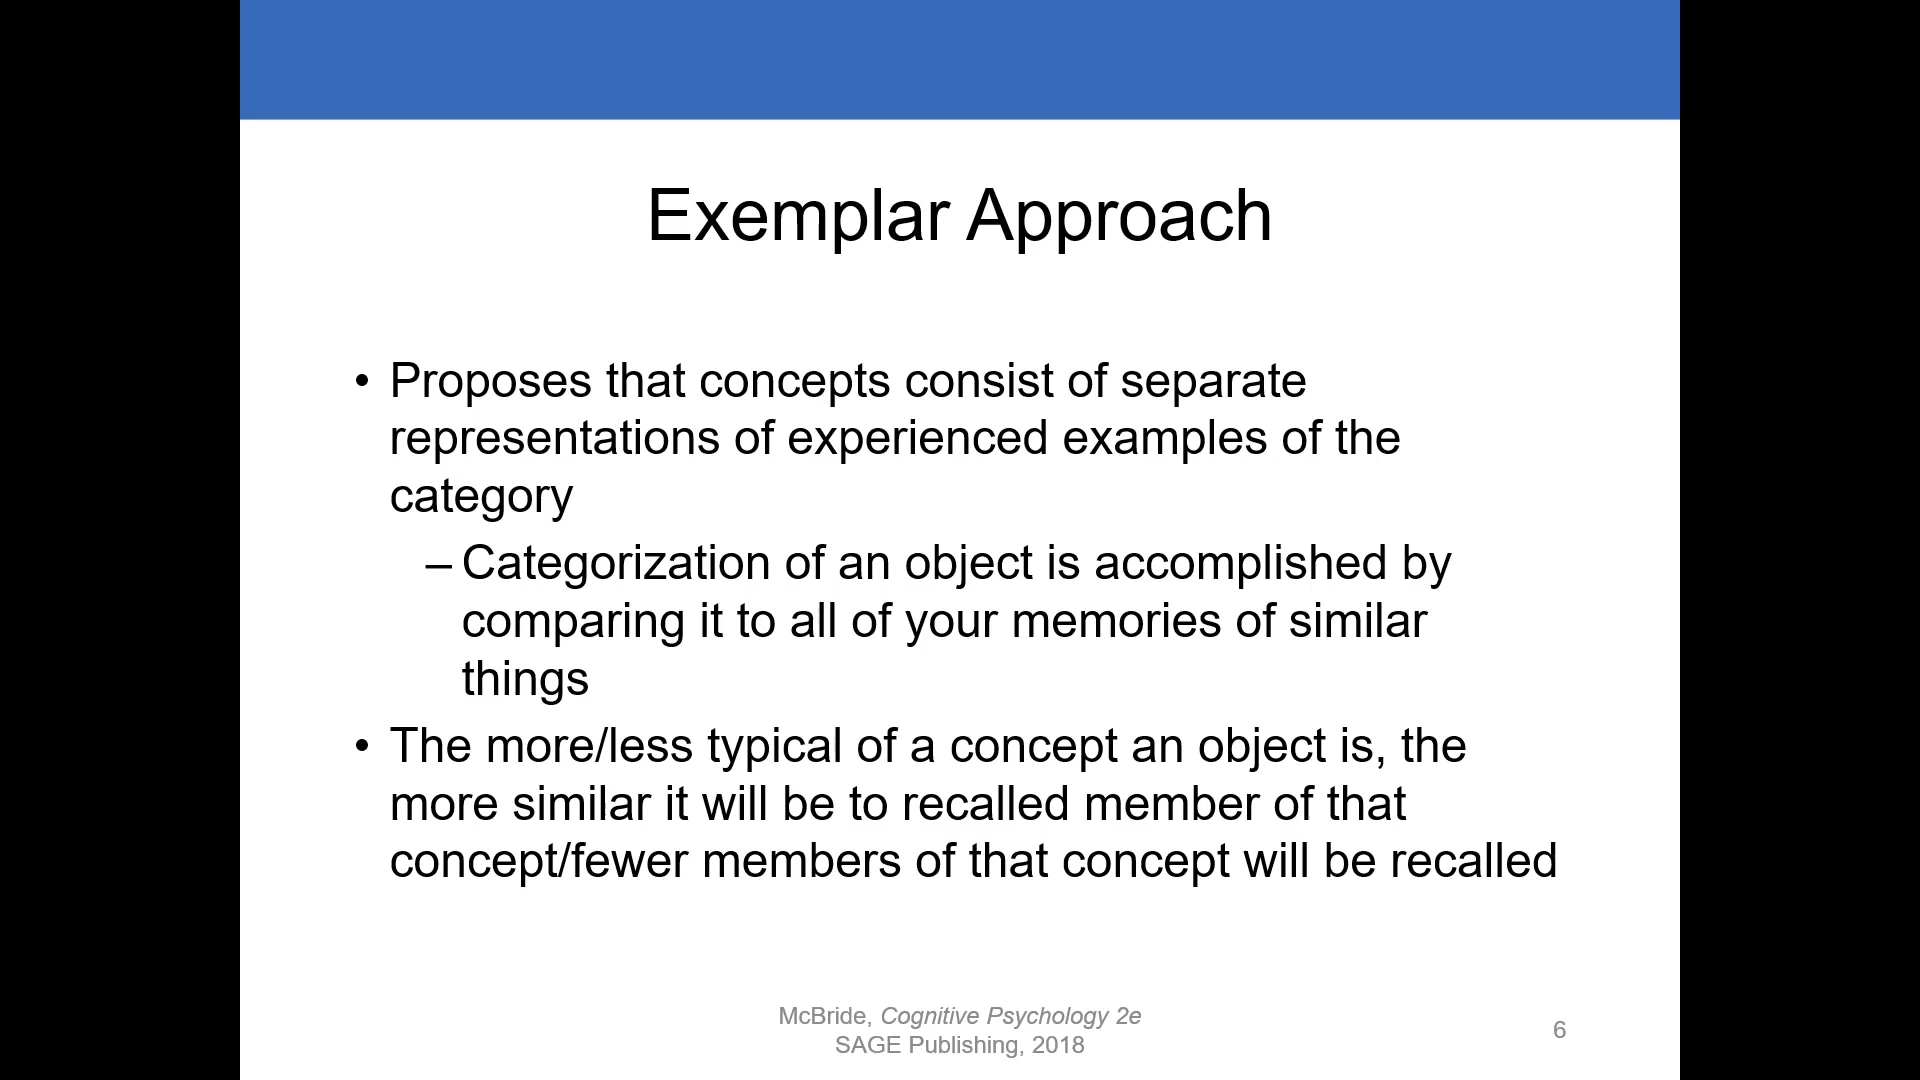 Exemplar Approach
• Proposes that concepts consist of separate
representations of experienced examples of the
category
– Categorization of an object is accomplished by
comparing it to all of your memories of similar
things
• The more/less typical of a concept an object is, the
more similar it will be to recalled member of that
concept/fewer members of that concept will be recalled
McBride, Cognitive Psychology 2e
SAGE Publishing, 2018
6